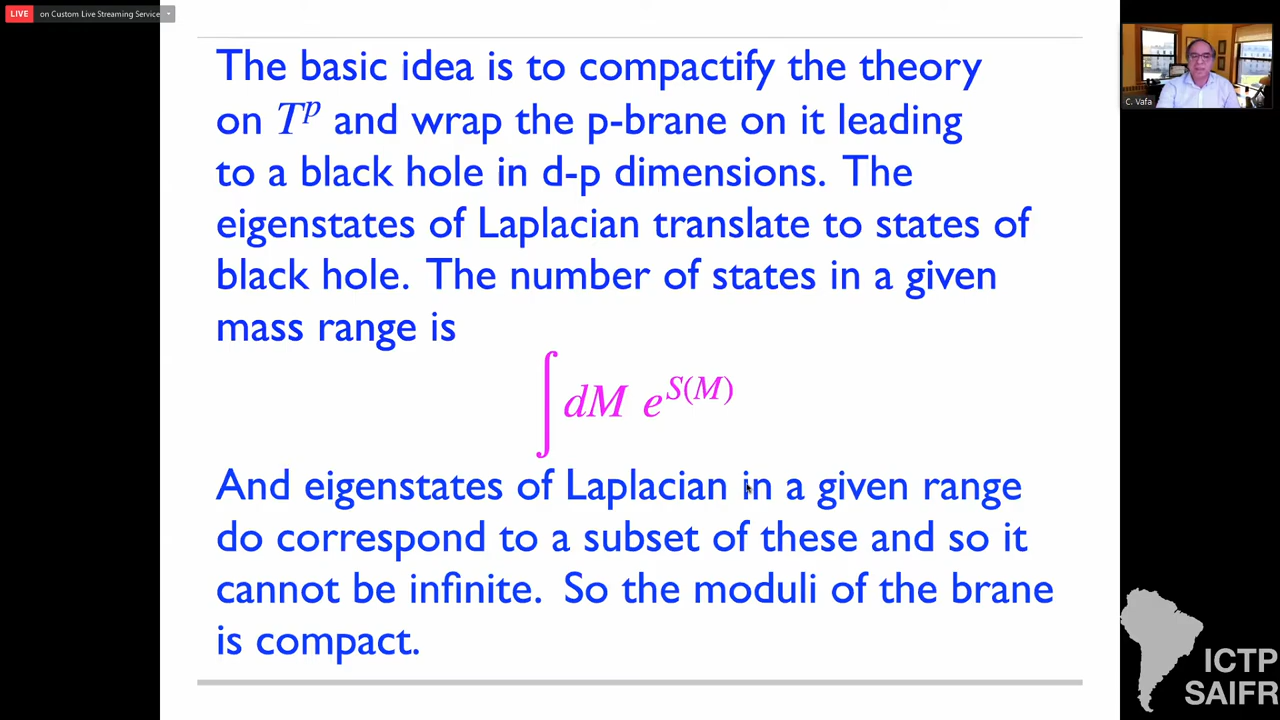 LIVE on Custom Live Streaming Service
The basic idea is to compactify the theory
on $T^p$ and wrap the p-brane on it leading
to a black hole in d-p dimensions. The
eigenstates of Laplacian translate to states of
black hole. The number of states in a given
mass range is
$\int dM \; e^{S(M)}$
And eigenstates of Laplacian in a given range
do correspond to a subset of these and so it
cannot be infinite. So the moduli of the brane
is compact.
C. Vafa
ICTP
SAIFR